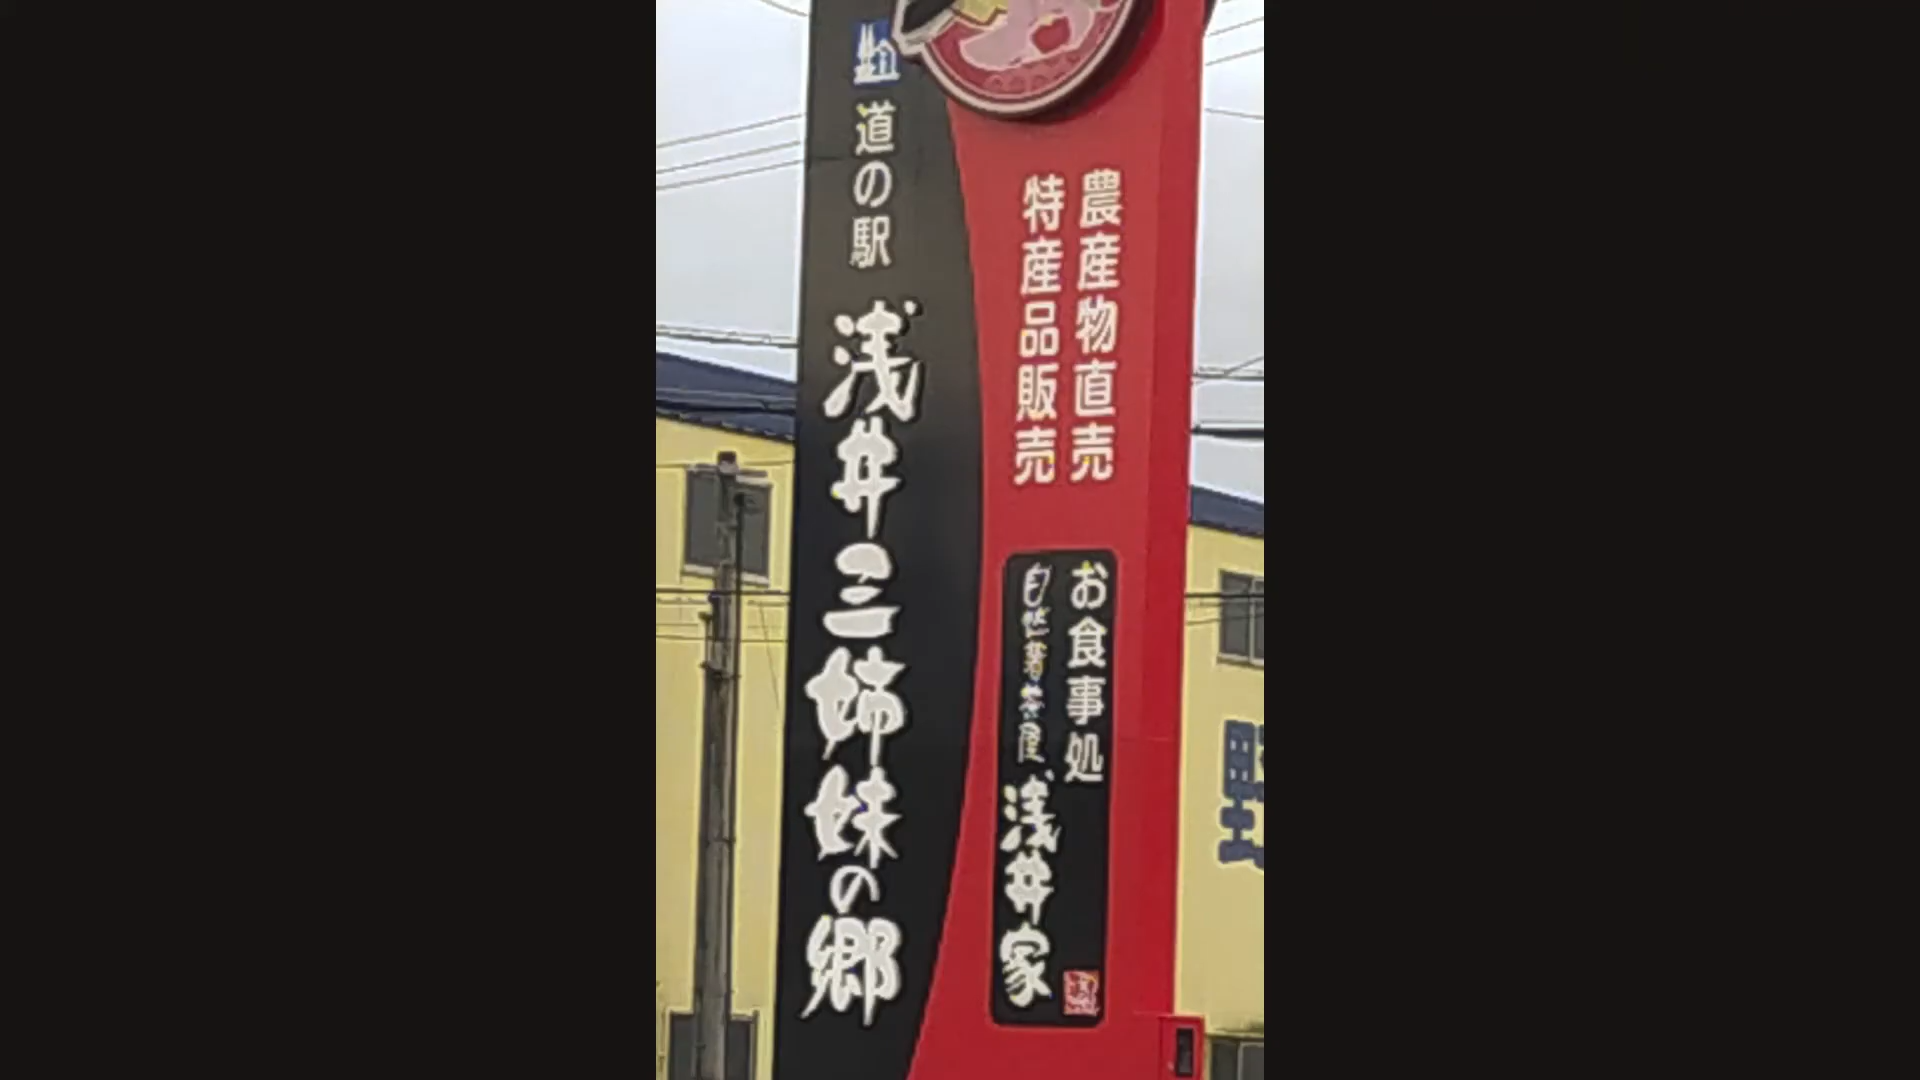 道の駅
浅井三姉妹の郷
農産物直売
特産品販売
お食事処
自然薯茶屋
浅井家
野